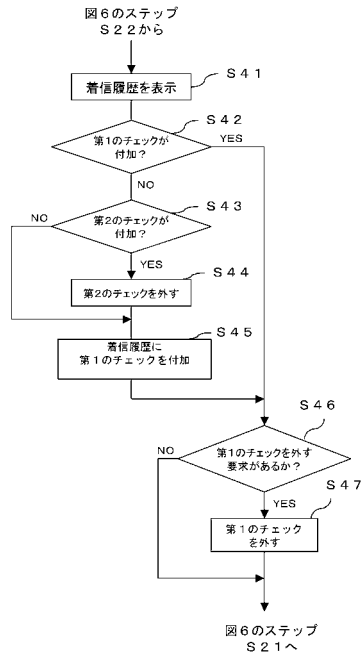 図６のステップ
Ｓ２２から
着信履歴を表示
Ｓ４１
Ｓ４２
第1のチェックが
付加？
YES
NO
Ｓ４３
第2のチェックが
付加？
NO
YES
Ｓ４４
第2のチェックを外す
Ｓ４５
着信履歴に
第１のチェックを付加
Ｓ４６
第1のチェックを外す
要求があるか？
NO
YES
Ｓ４７
第１のチェック
を外す
図６のステップ
Ｓ２１へ